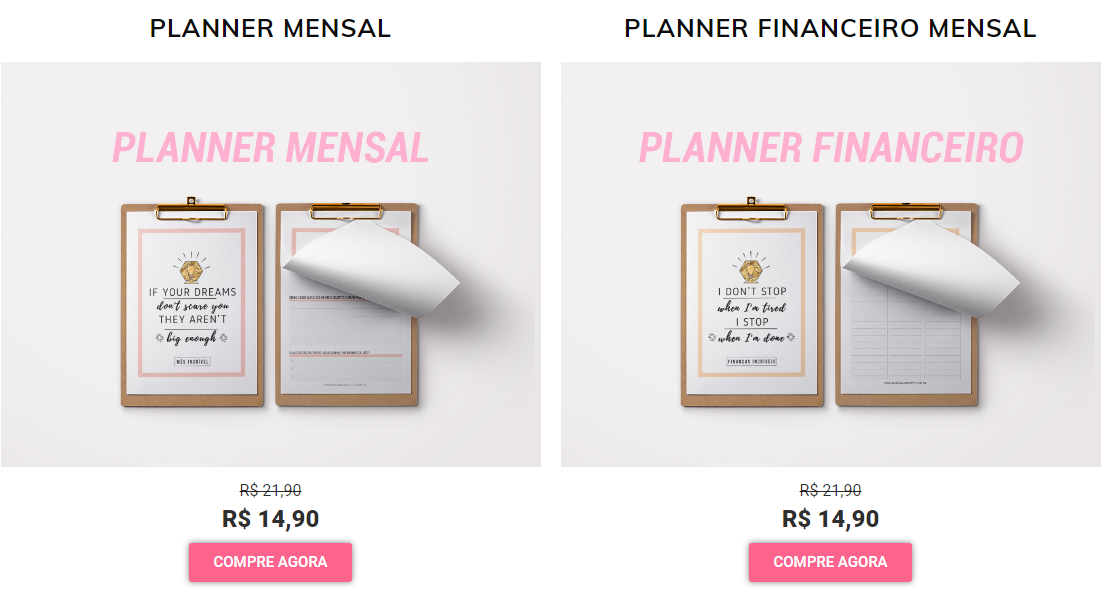 PLANNER MENSAL
PLANNER MENSAL
IF YOUR DREAMS
don't scare you
THEY AREN'T
big enough
MÊS INCRÍVEL
R$ 21,90
R$ 14,90
COMPRE AGORA
PLANNER FINANCEIRO MENSAL
PLANNER FINANCEIRO
I DON'T STOP
when I'm tired
I STOP
when I'm done
FINANÇAS INCRÍVEIS
R$ 21,90
R$ 14,90
COMPRE AGORA